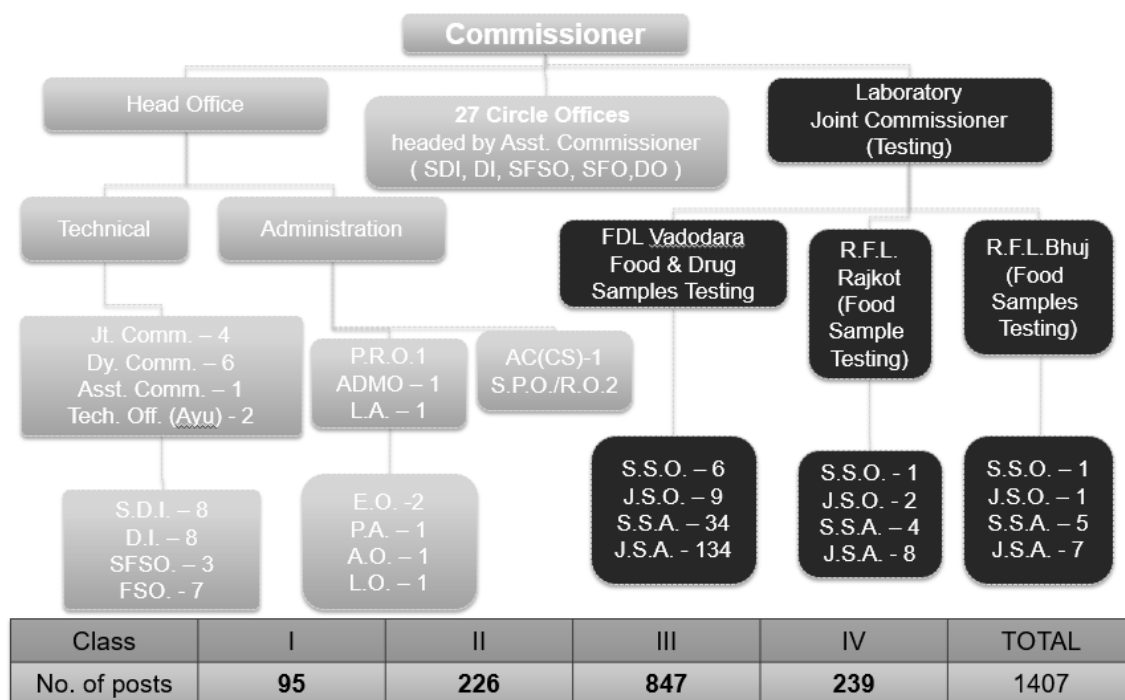 Commissioner
Head Office
27 Circle Offices
headed by Asst. Commissioner
( SDI, DI, SFSO, SFO,DO )
Laboratory
Joint Commissioner
(Testing)
Technical
Administration
FDL Vadodara
Food & Drug
Samples Testing
R.F.L.
Rajkot
(Food
Sample
Testing)
R.F.L.Bhuj
(Food
Samples
Testing)
Jt. Comm. – 4
Dy. Comm. – 6
Asst. Comm. – 1
Tech. Off. (Ayu) - 2
P.R.O.1
ADMO – 1
L.A. – 1
AC(CS)-1
S.P.O./R.O.2
S.D.I.– 8
D.I. – 8
SFSO. – 3
FSO. - 7
E.O. -2
P.A. – 1
A.O. – 1
L.O. – 1
S.S.O. – 6
J.S.O. – 9
S.S.A. – 34
J.S.A. - 134
S.S.O. – 1
J.S.O. – 2
S.S.A. – 4
J.S.A. – 8
S.S.O. – 1
J.S.O. – 1
S.S.A. – 5
J.S.A. – 7
Class I II III IV TOTAL
No. of posts 95 226 847 239 1407